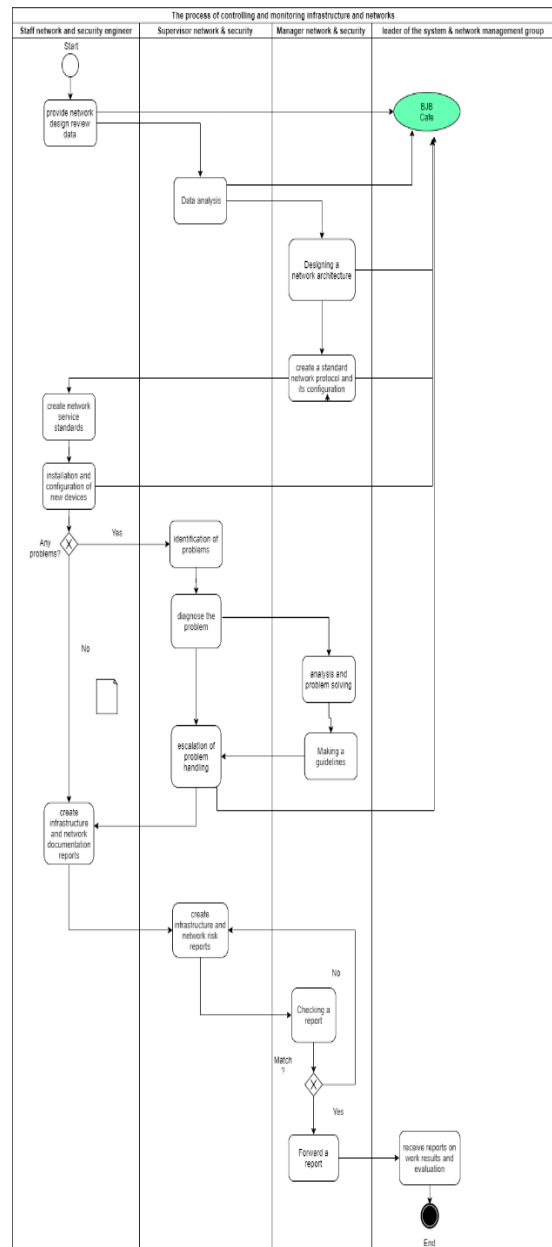 The process of controlling and monitoring infrastructure and networks
Staff network and security engineer
Supervisor network & security
Manager network & security
leader of the system & network management group
Start
provide network
design review
data
BJB
Cafe
Data analysis
Designing a
network architecture
create a standard
network protocol and
its configuration
create network
service
standards
installation and
configuration of
new devices
Any
problems?
X
Yes
identification of
problems
diagnose the
problem
No
analysis and
problem solving
escalation of
problem
handling
Making a
guidelines
create
infrastructure
and network
documentation
reports
create
infrastructure and
network risk
reports
No
Checking a
report
Match
?
X
Yes
Forward a
report
receive reports on
work results and
evaluation
End